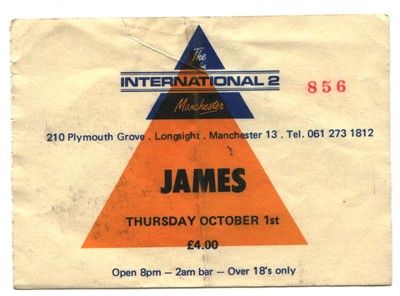 The
INTERNATIONAL 2
Manchester
856
210 Plymouth Grove . Longsight . Manchester 13 . Tel. 061 273 1812
JAMES
THURSDAY OCTOBER 1st
£4.00
Open 8pm — 2am bar — Over 18's only